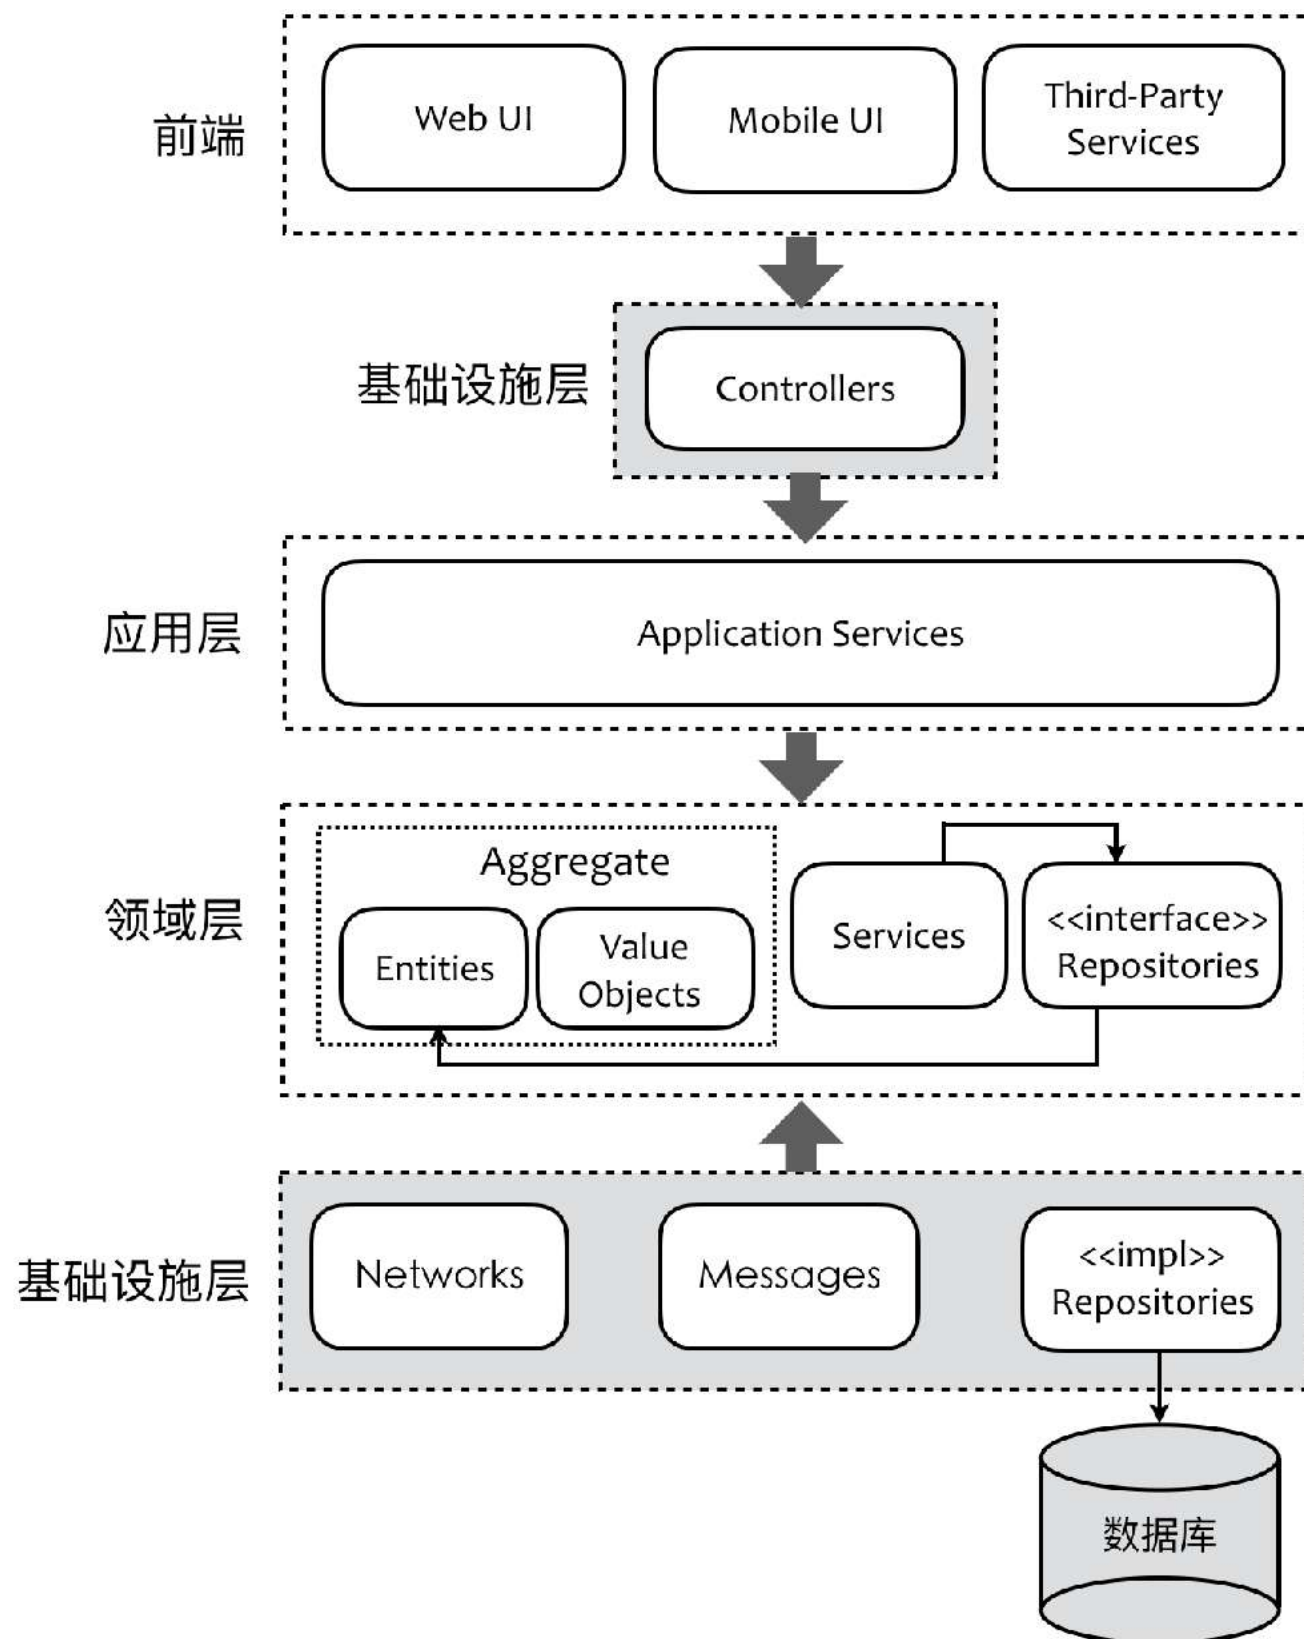 前端
Web UI
Mobile UI
Third-Party
Services
基础设施层
Controllers
应用层
Application Services
领域层
Aggregate
Entities
Value
Objects
Services
<<interface>>
Repositories
基础设施层
Networks
Messages
<<impl>>
Repositories
数据库